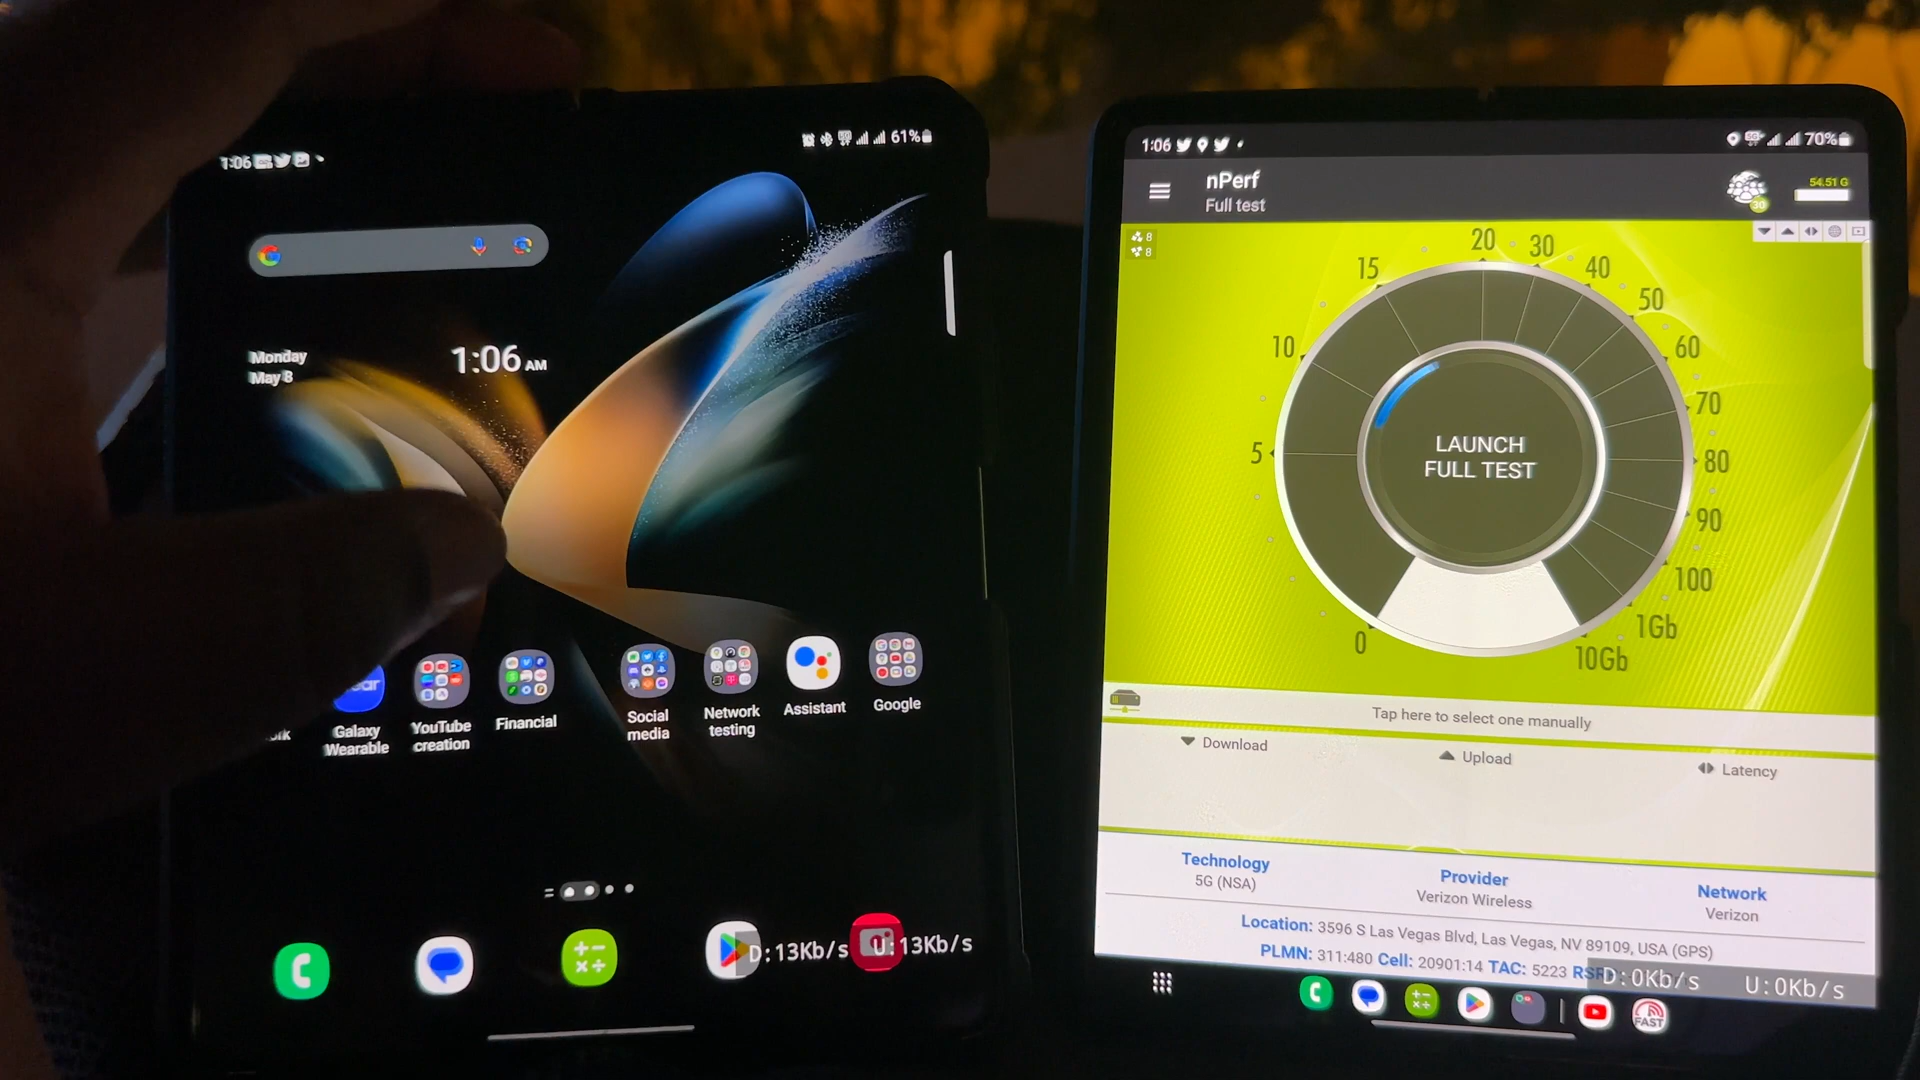 1:06
61%
Monday
May 8
1:06 AM
Galaxy
Wearable
YouTube
creation
Financial
Social
media
Network
testing
Assistant
Google
D:13Kb/s U:13Kb/s
1:06
5G
70%
nPerf
Full test
30
54.51 G
8
8
0
5
10
15
20
30
40
50
60
70
80
90
100
1Gb
10Gb
LAUNCH
FULL TEST
Tap here to select one manually
Download
Upload
Latency
Technology
5G (NSA)
Provider
Verizon Wireless
Network
Verizon
Location: 3596 S Las Vegas Blvd, Las Vegas, NV 89109, USA (GPS)
PLMN: 311:480 Cell: 20901:14 TAC: 5223
D:0Kb/s U:0Kb/s
FAST